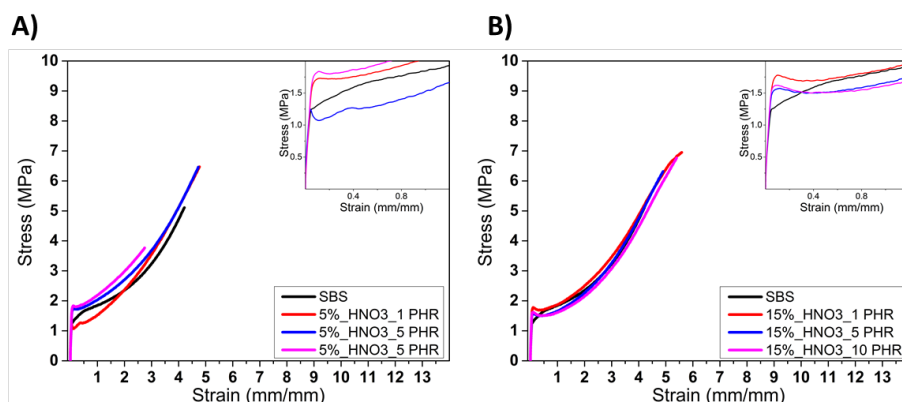 A)
B)
10
9
8
7
6
5
4
3
2
1
0
Stress (MPa)
1 2 3 4 5 6 7 8 9 10 11 12 13
Strain (mm/mm)
1.5
1.0
0.5
Stress (MPa)
0.4 0.8
Strain (mm/mm)
SBS
5%_HNO3_1 PHR
5%_HNO3_5 PHR
5%_HNO3_5 PHR
10
9
8
7
6
5
4
3
2
1
0
Stress (MPa)
1 2 3 4 5 6 7 8 9 10 11 12 13
Strain (mm/mm)
1.5
1.0
0.5
Stress (MPa)
0.4 0.8
Strain (mm/mm)
SBS
15%_HNO3_1 PHR
15%_HNO3_5 PHR
15%_HNO3_10 PHR